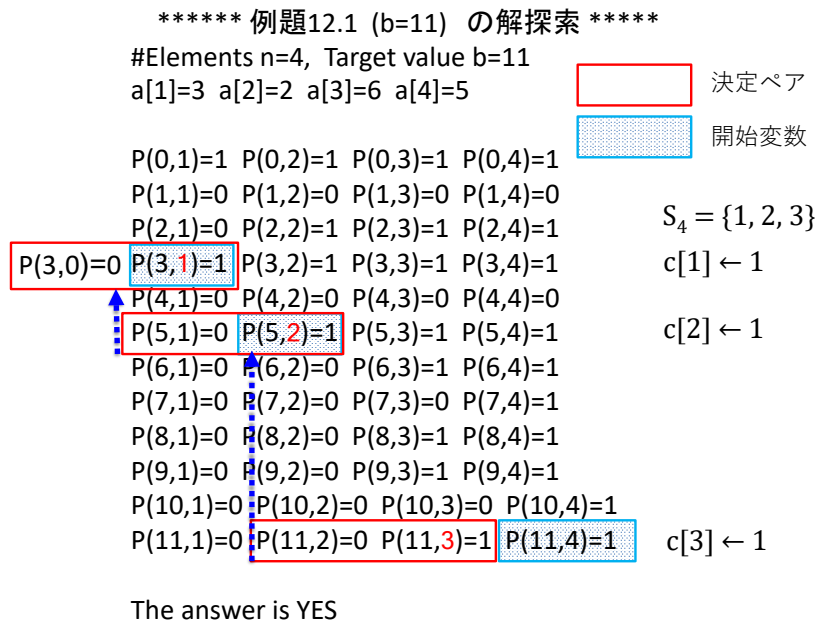 ****** 例題12.1 (b=11) の解探索 *****
#Elements n=4, Target value b=11
a[1]=3 a[2]=2 a[3]=6 a[4]=5
決定ペア
開始変数
P(0,1)=1 P(0,2)=1 P(0,3)=1 P(0,4)=1
P(1,1)=0 P(1,2)=0 P(1,3)=0 P(1,4)=0
P(2,1)=0 P(2,2)=1 P(2,3)=1 P(2,4)=1
S₄ = {1, 2, 3}
P(3,0)=0 P(3,1)=1 P(3,2)=1 P(3,3)=1 P(3,4)=1 c[1] ← 1
P(4,1)=0 P(4,2)=0 P(4,3)=0 P(4,4)=0
P(5,1)=0 P(5,2)=1 P(5,3)=1 P(5,4)=1 c[2] ← 1
P(6,1)=0 P(6,2)=0 P(6,3)=1 P(6,4)=1
P(7,1)=0 P(7,2)=0 P(7,3)=0 P(7,4)=1
P(8,1)=0 P(8,2)=0 P(8,3)=1 P(8,4)=1
P(9,1)=0 P(9,2)=0 P(9,3)=1 P(9,4)=1
P(10,1)=0 P(10,2)=0 P(10,3)=0 P(10,4)=1
P(11,1)=0 P(11,2)=0 P(11,3)=1 P(11,4)=1 c[3] ← 1
The answer is YES